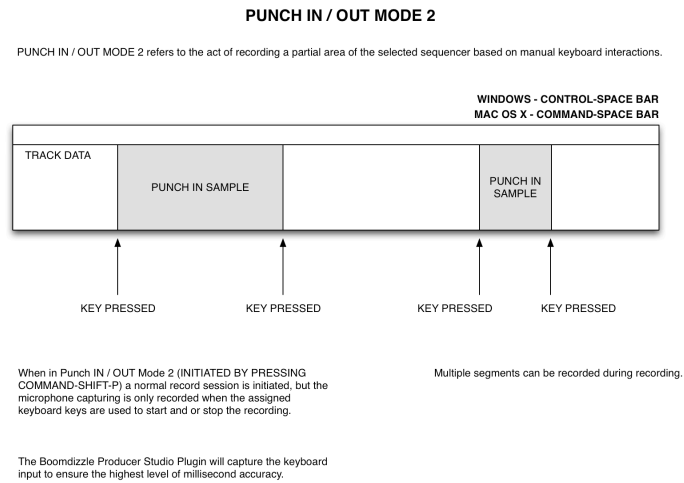 PUNCH IN / OUT MODE 2
PUNCH IN / OUT MODE 2 refers to the act of recording a partial area of the selected sequencer based on manual keyboard interactions.
WINDOWS - CONTROL-SPACE BAR
MAC OS X - COMMAND-SPACE BAR
TRACK DATA
PUNCH IN SAMPLE
PUNCH IN
SAMPLE
KEY PRESSED
KEY PRESSED
KEY PRESSED
KEY PRESSED
When in Punch IN / OUT Mode 2 (INITIATED BY PRESSING
COMMAND-SHIFT-P) a normal record session is initiated, but the
microphone capturing is only recorded when the assigned
keyboard keys are used to start and or stop the recording.
Multiple segments can be recorded during recording.
The Boomdizzle Producer Studio Plugin will capture the keyboard
input to ensure the highest level of millisecond accuracy.